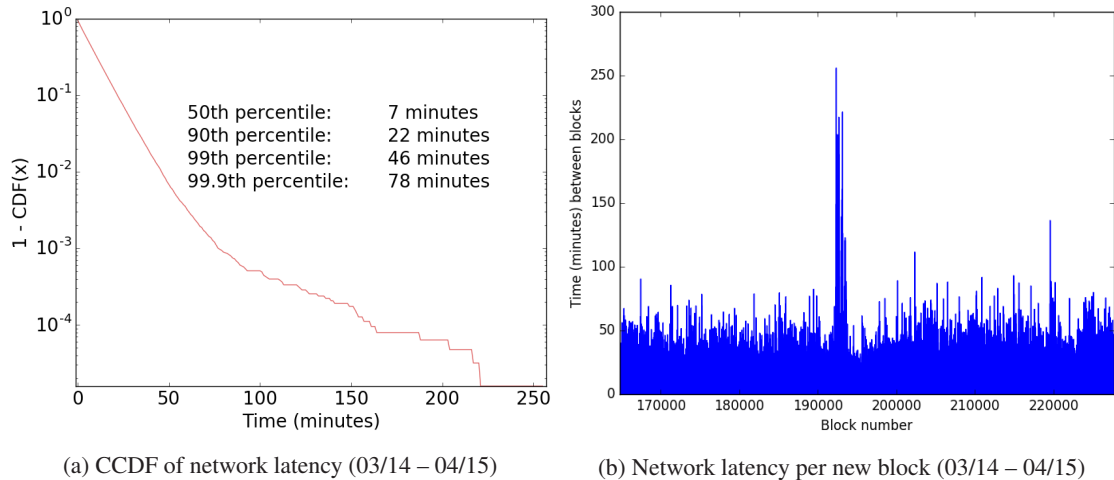 10^0
10^-1
10^-2
10^-3
10^-4
1 - CDF(x)
50th percentile: 7 minutes
90th percentile: 22 minutes
99th percentile: 46 minutes
99.9th percentile: 78 minutes
0 50 100 150 200 250
Time (minutes)
(a) CCDF of network latency (03/14 – 04/15)
300
250
200
150
100
50
0
Time (minutes) between blocks
170000 180000 190000 200000 210000 220000
Block number
(b) Network latency per new block (03/14 – 04/15)